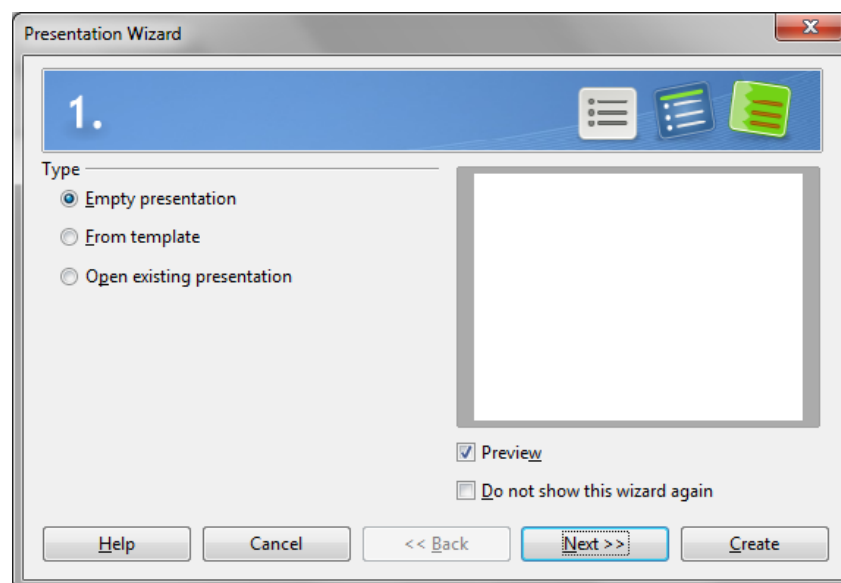 Presentation Wizard
1.
Type
Empty presentation
From template
Open existing presentation
Preview
Do not show this wizard again
Help Cancel << Back Next >> Create